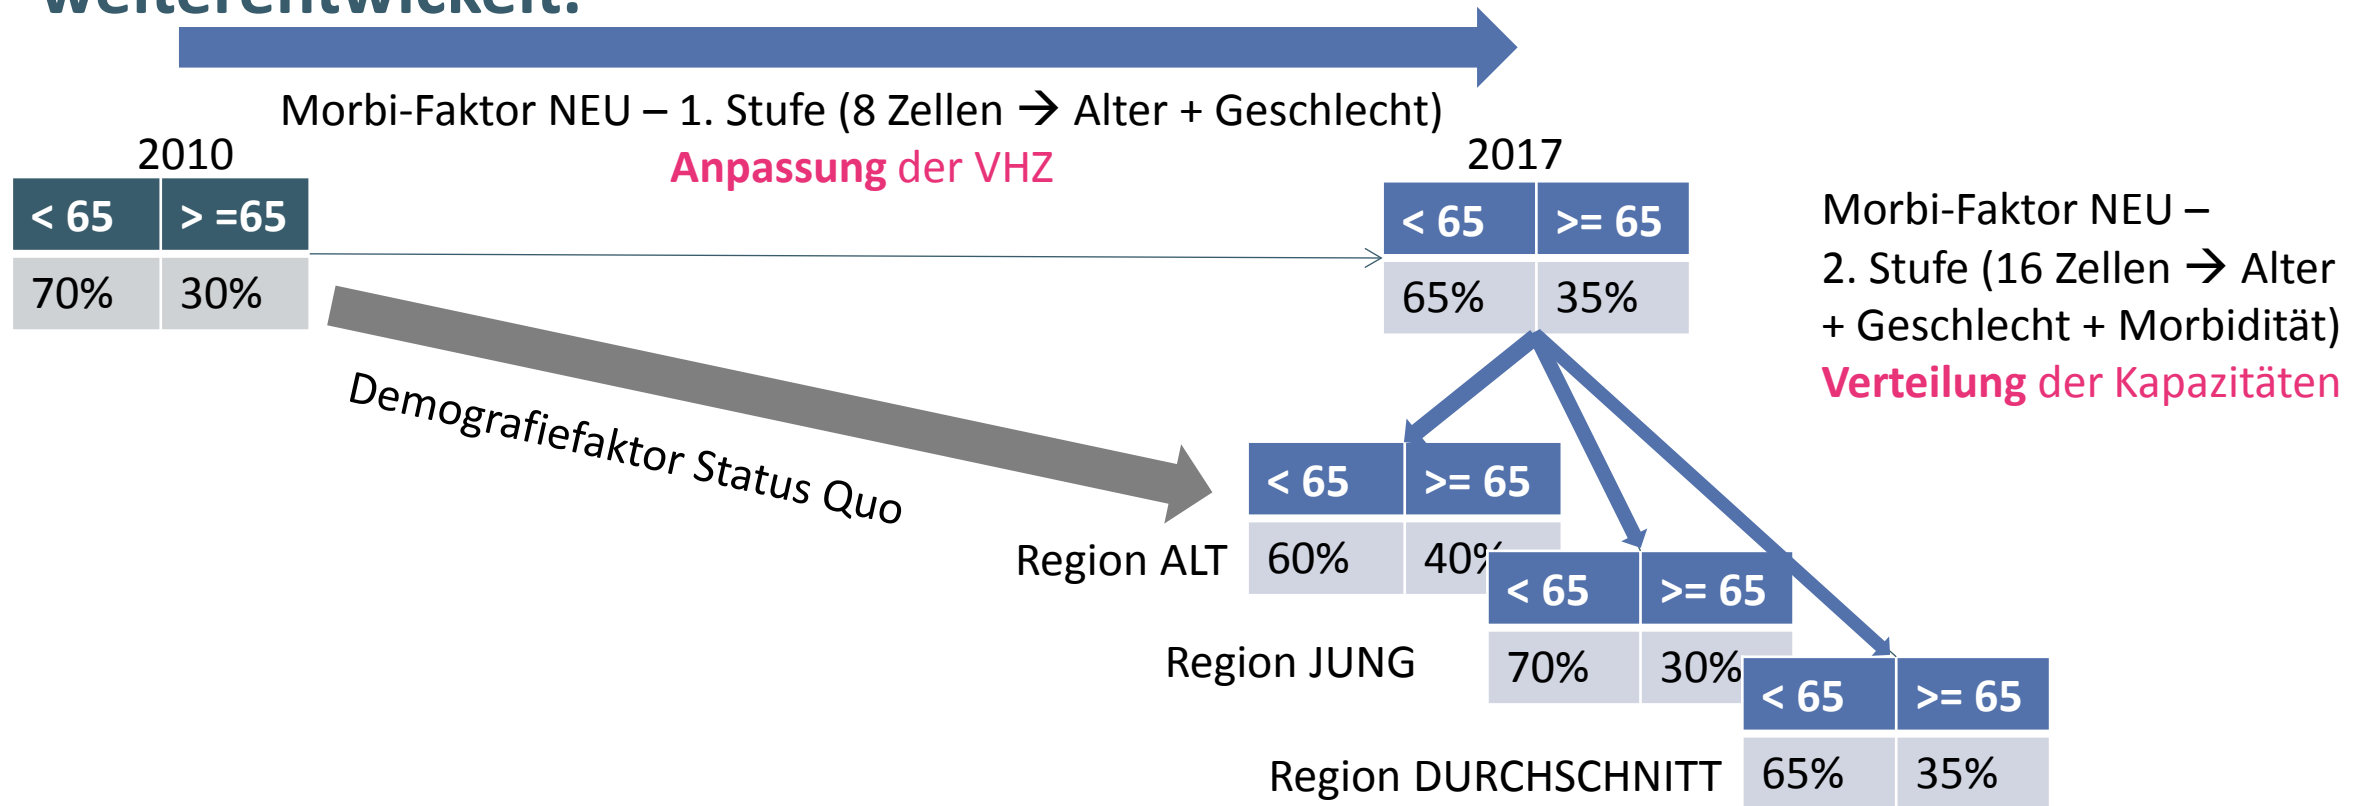 weiterentwickelt:
Morbi-Faktor NEU – 1. Stufe (8 Zellen → Alter + Geschlecht)
Anpassung der VHZ
2010
< 65 > =65
70% 30%
2017
< 65 >= 65
65% 35%
Morbi-Faktor NEU –
2. Stufe (16 Zellen → Alter
+ Geschlecht + Morbidität)
Verteilung der Kapazitäten
Demografiefaktor Status Quo
Region ALT
< 65 >= 65
60% 40%
Region JUNG
< 65 >= 65
70% 30%
Region DURCHSCHNITT
< 65 >= 65
65% 35%